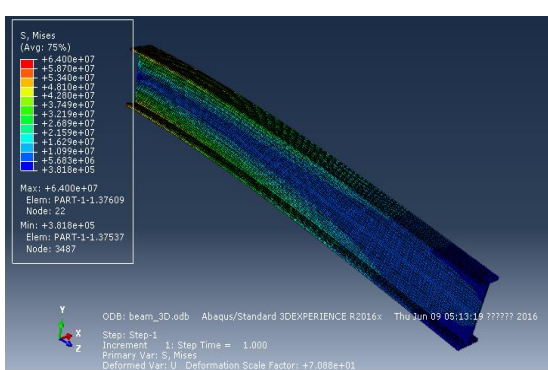 S, Mises
(Avg: 75%)
+6.400e+07
+5.870e+07
+5.340e+07
+4.810e+07
+4.280e+07
+3.749e+07
+3.219e+07
+2.689e+07
+2.159e+07
+1.629e+07
+1.099e+07
+5.683e+06
+3.818e+05
Max: +6.400e+07
Elem: PART-1-1.37609
Node: 22
Min: +3.818e+05
Elem: PART-1-1.37537
Node: 3487
Y
X
Z
ODB: beam_3D.odb Abaqus/Standard 3DEXPERIENCE R2016x Thu Jun 09 05:13:19 ?????? 2016
Step: Step-1
Increment 1: Step Time = 1.000
Primary Var: S, Mises
Deformed Var: U Deformation Scale Factor: +7.088e+01